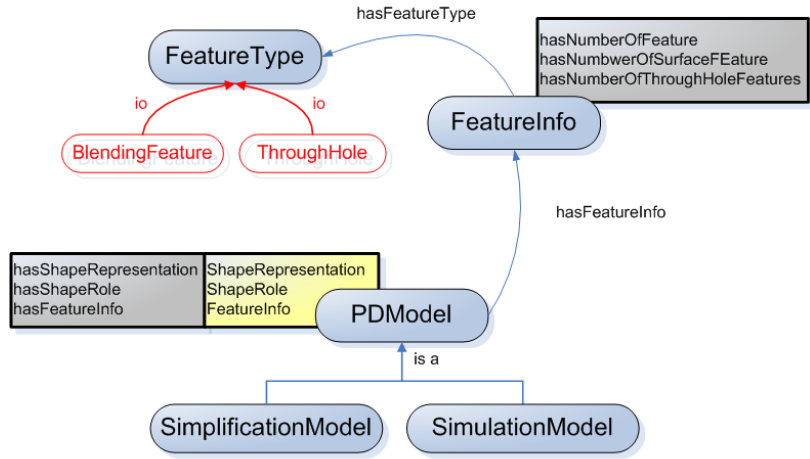 hasFeatureType
FeatureType
hasNumberOfFeature
hasNumbwerOfSurfaceFEature
hasNumberOfThroughHoleFeatures
io
io
FeatureInfo
BlendingFeature
ThroughHole
hasFeatureInfo
hasShapeRepresentation
hasShapeRole
hasFeatureInfo
ShapeRepresentation
ShapeRole
FeatureInfo
PDModel
is a
SimplificationModel
SimulationModel